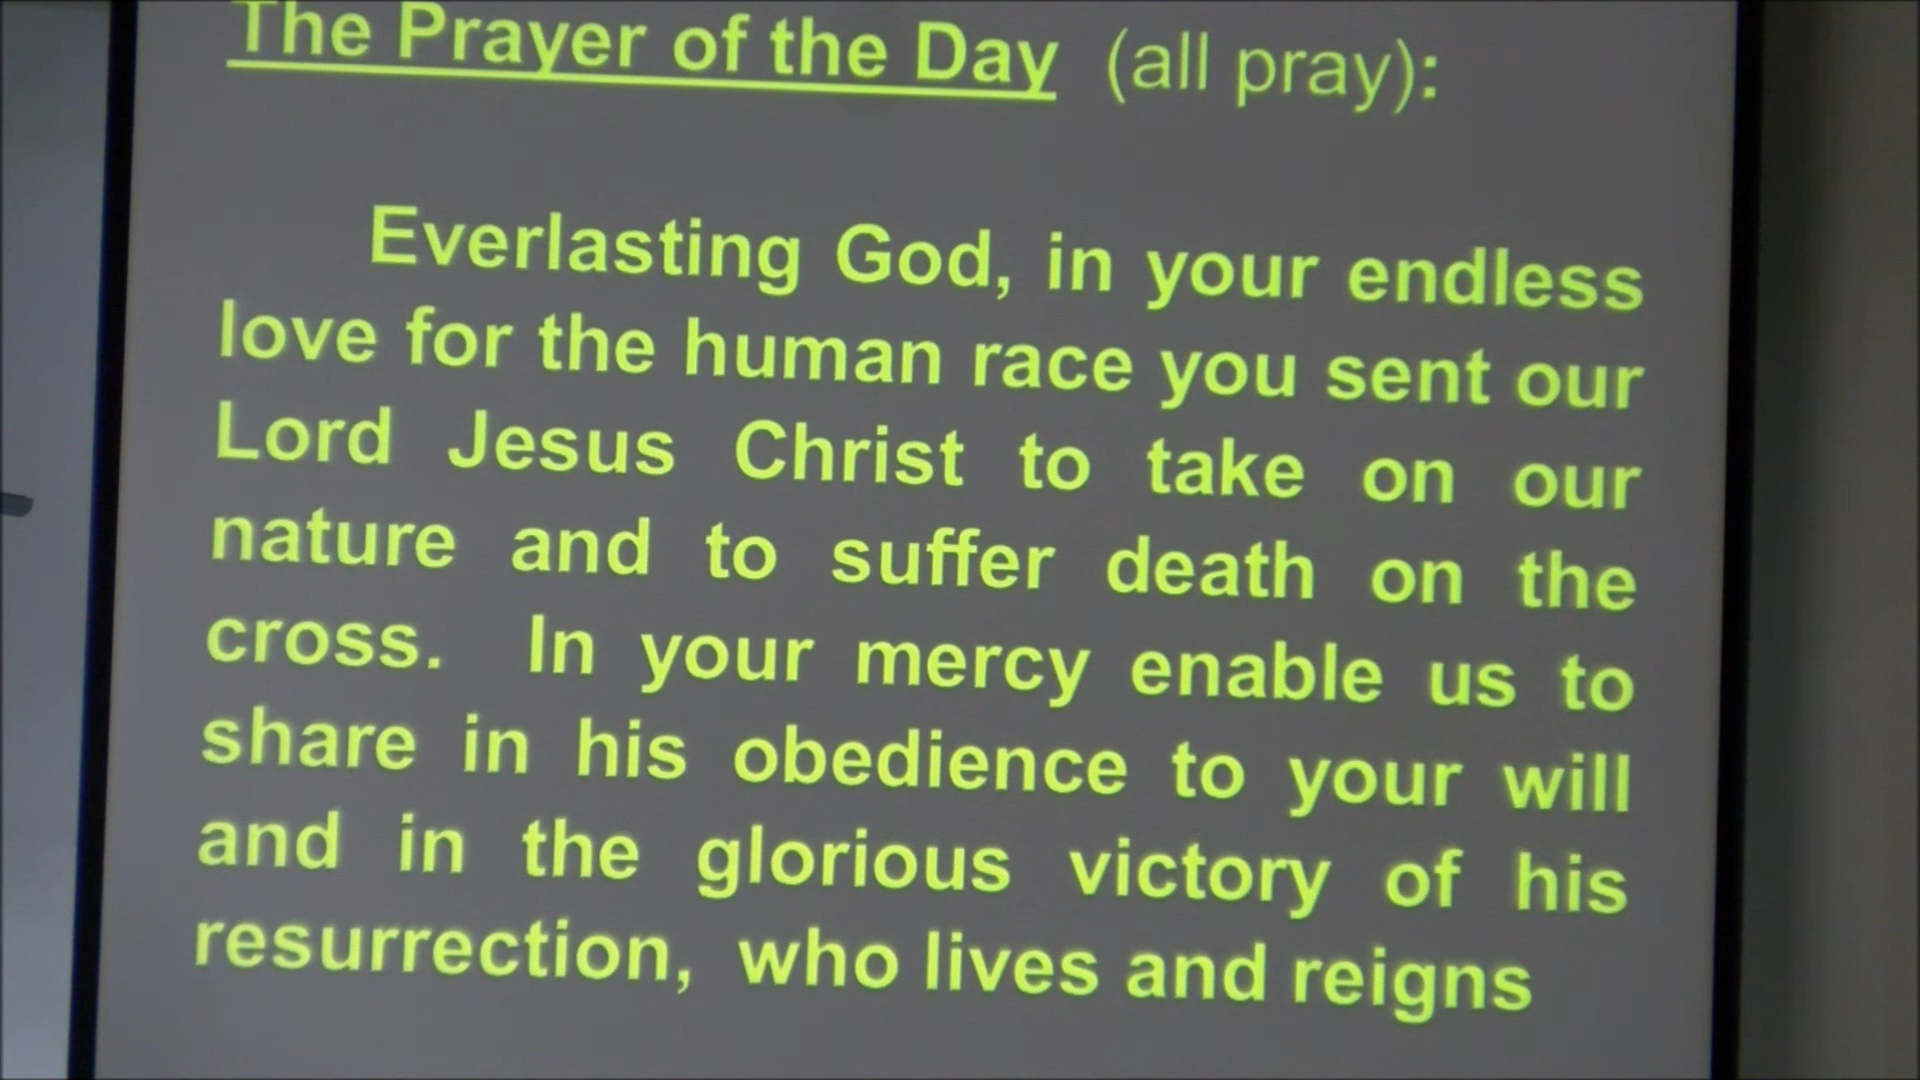 The Prayer of the Day (all pray):
Everlasting God, in your endless
love for the human race you sent our
Lord Jesus Christ to take on our
nature and to suffer death on the
cross. In your mercy enable us to
share in his obedience to your will
and in the glorious victory of his
resurrection, who lives and reigns